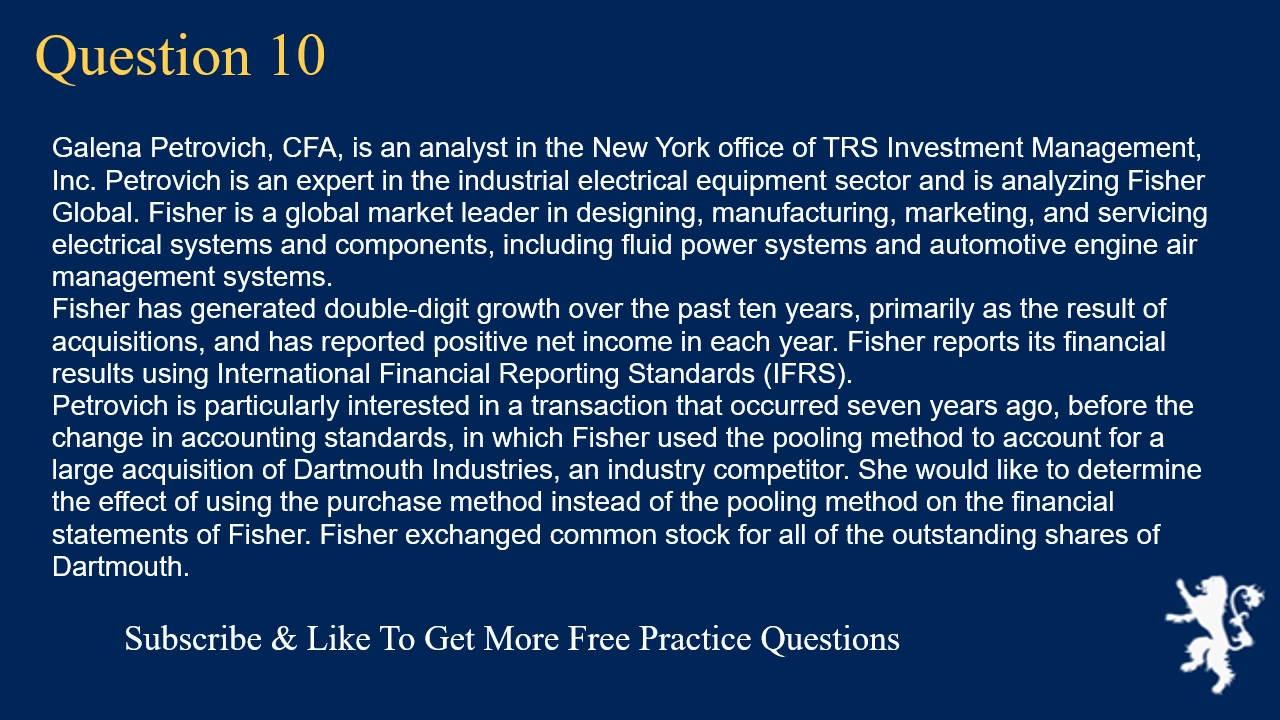 Question 10
Galena Petrovich, CFA, is an analyst in the New York office of TRS Investment Management,
Inc. Petrovich is an expert in the industrial electrical equipment sector and is analyzing Fisher
Global. Fisher is a global market leader in designing, manufacturing, marketing, and servicing
electrical systems and components, including fluid power systems and automotive engine air
management systems.
Fisher has generated double-digit growth over the past ten years, primarily as the result of
acquisitions, and has reported positive net income in each year. Fisher reports its financial
results using International Financial Reporting Standards (IFRS).
Petrovich is particularly interested in a transaction that occurred seven years ago, before the
change in accounting standards, in which Fisher used the pooling method to account for a
large acquisition of Dartmouth Industries, an industry competitor. She would like to determine
the effect of using the purchase method instead of the pooling method on the financial
statements of Fisher. Fisher exchanged common stock for all of the outstanding shares of
Dartmouth.
Subscribe & Like To Get More Free Practice Questions